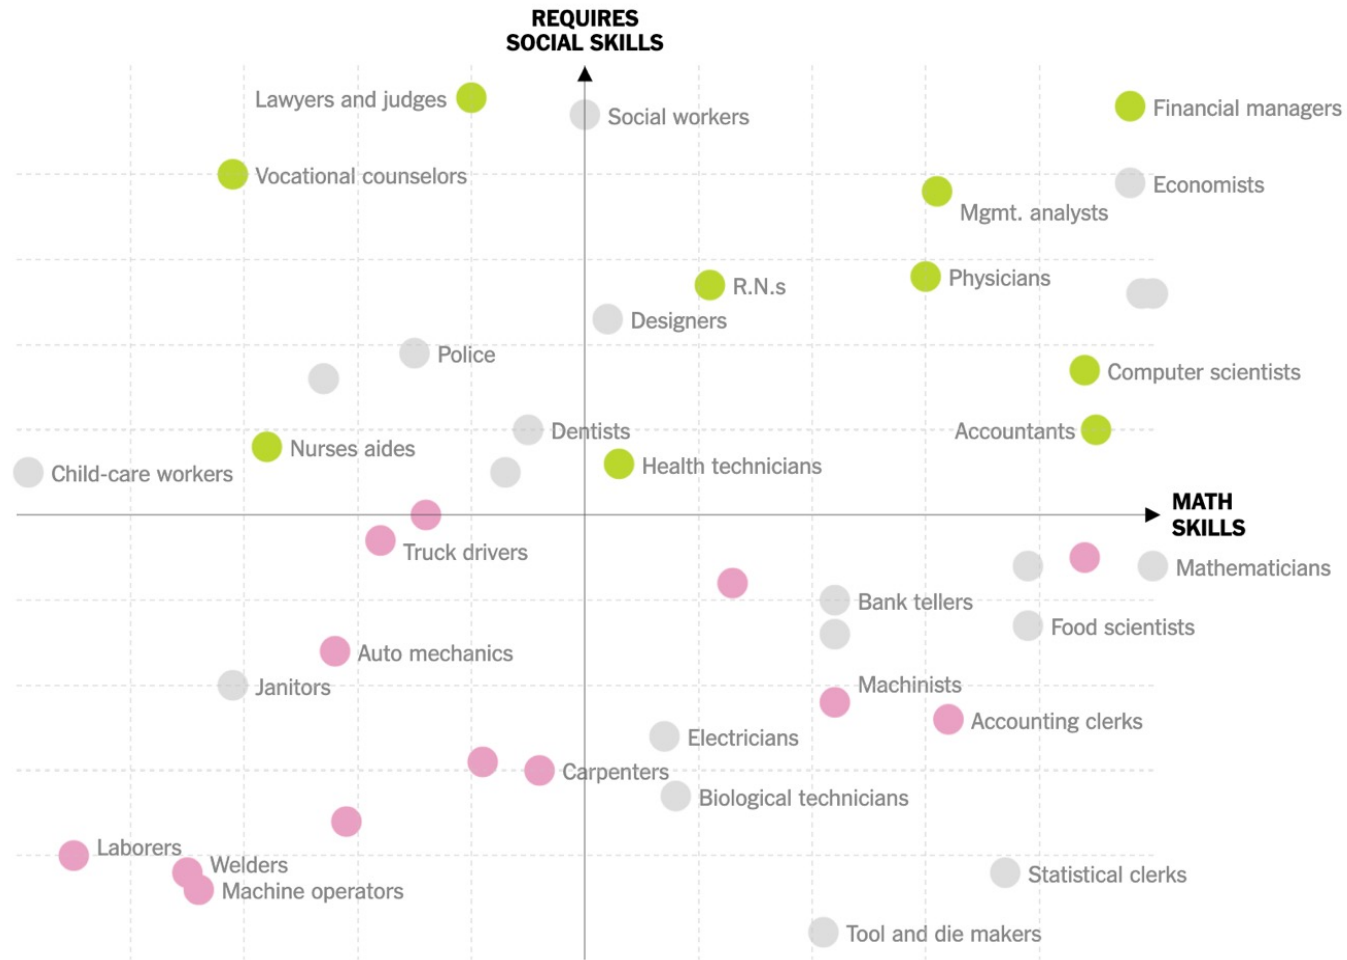 REQUIRES
SOCIAL SKILLS
Lawyers and judges
Social workers
Financial managers
Vocational counselors
Economists
Mgmt. analysts
Physicians
R.N.s
Designers
Police
Computer scientists
Dentists
Accountants
Nurses aides
Health technicians
Child-care workers
MATH
SKILLS
Truck drivers
Mathematicians
Bank tellers
Food scientists
Auto mechanics
Janitors
Machinists
Accounting clerks
Electricians
Carpenters
Biological technicians
Laborers
Welders
Machine operators
Statistical clerks
Tool and die makers